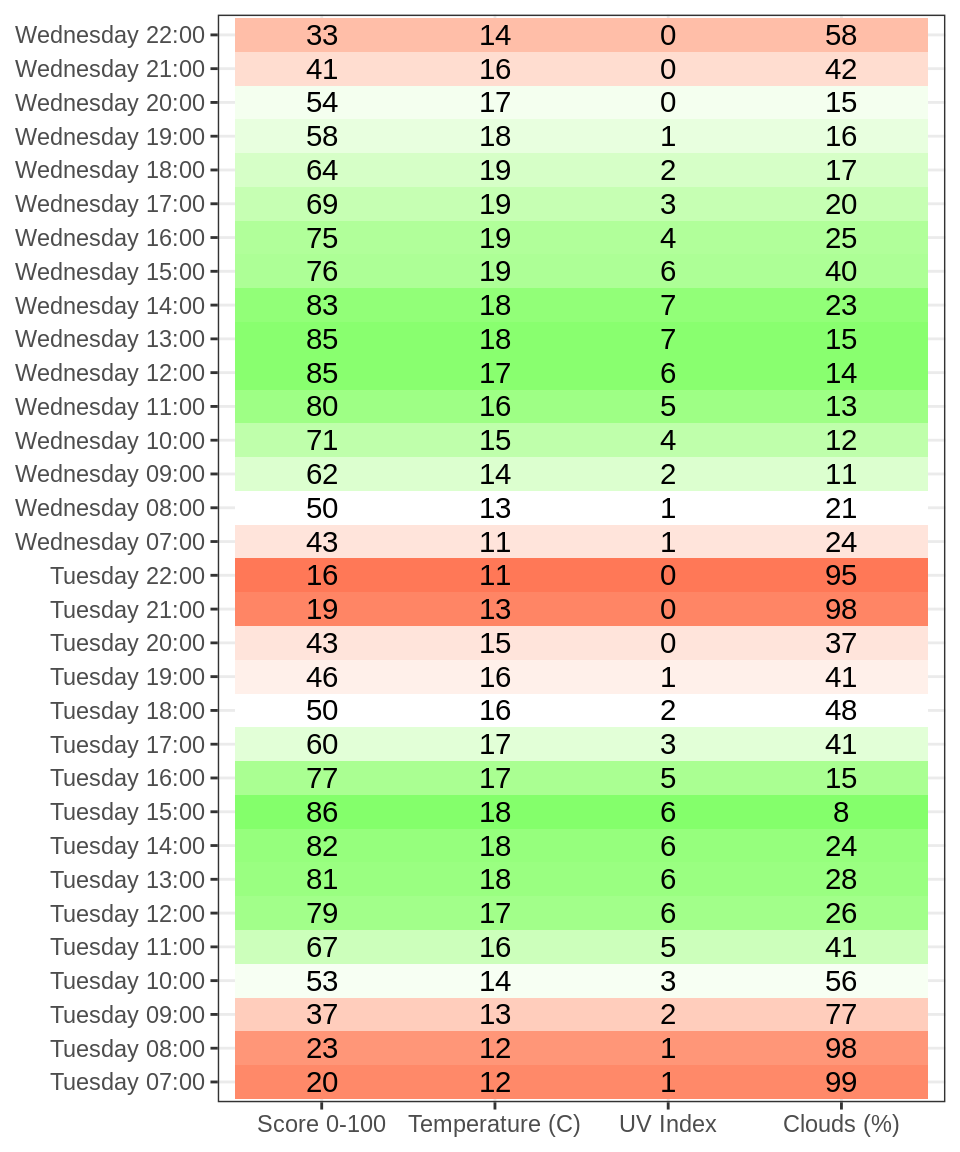 Wednesday 22:00 33 14 0 58
Wednesday 21:00 41 16 0 42
Wednesday 20:00 54 17 0 15
Wednesday 19:00 58 18 1 16
Wednesday 18:00 64 19 2 17
Wednesday 17:00 69 19 3 20
Wednesday 16:00 75 19 4 25
Wednesday 15:00 76 19 6 40
Wednesday 14:00 83 18 7 23
Wednesday 13:00 85 18 7 15
Wednesday 12:00 85 17 6 14
Wednesday 11:00 80 16 5 13
Wednesday 10:00 71 15 4 12
Wednesday 09:00 62 14 2 11
Wednesday 08:00 50 13 1 21
Wednesday 07:00 43 11 1 24
Tuesday 22:00 16 11 0 95
Tuesday 21:00 19 13 0 98
Tuesday 20:00 43 15 0 37
Tuesday 19:00 46 16 1 41
Tuesday 18:00 50 16 2 48
Tuesday 17:00 60 17 3 41
Tuesday 16:00 77 17 5 15
Tuesday 15:00 86 18 6 8
Tuesday 14:00 82 18 6 24
Tuesday 13:00 81 18 6 28
Tuesday 12:00 79 17 6 26
Tuesday 11:00 67 16 5 41
Tuesday 10:00 53 14 3 56
Tuesday 09:00 37 13 2 77
Tuesday 08:00 23 12 1 98
Tuesday 07:00 20 12 1 99
Score 0-100 Temperature (C) UV Index Clouds (%)